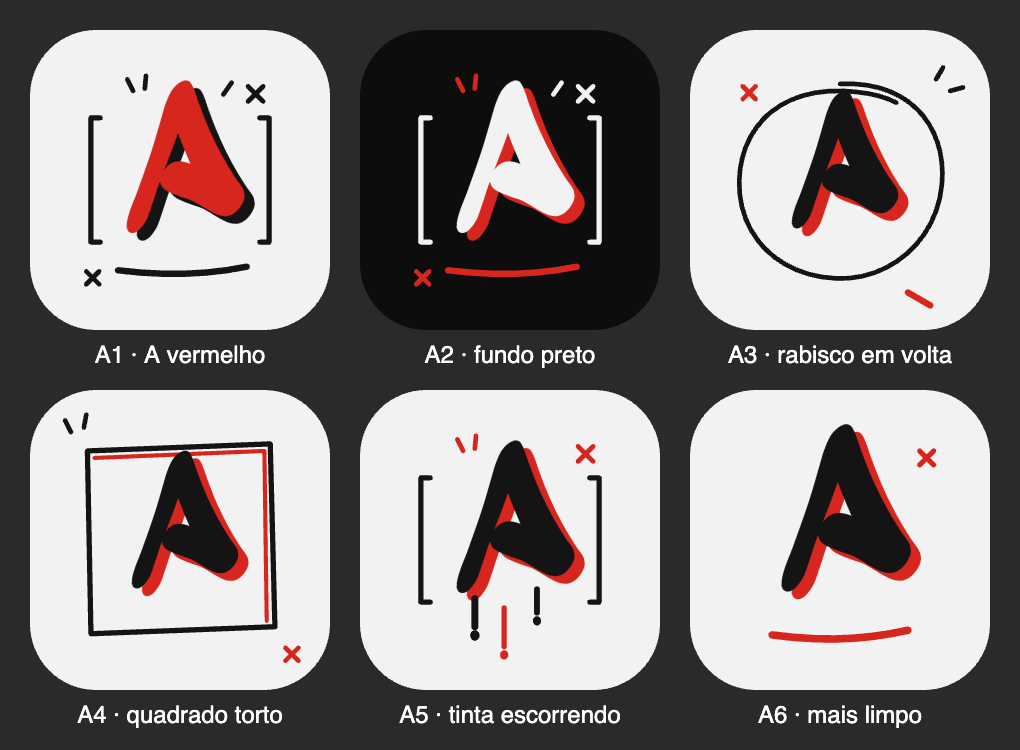 A
A
A
A1 · A vermelho
A2 · fundo preto
A3 · rabisco em volta
A
A
A
A4 · quadrado torto
A5 · tinta escorrendo
A6 · mais limpo